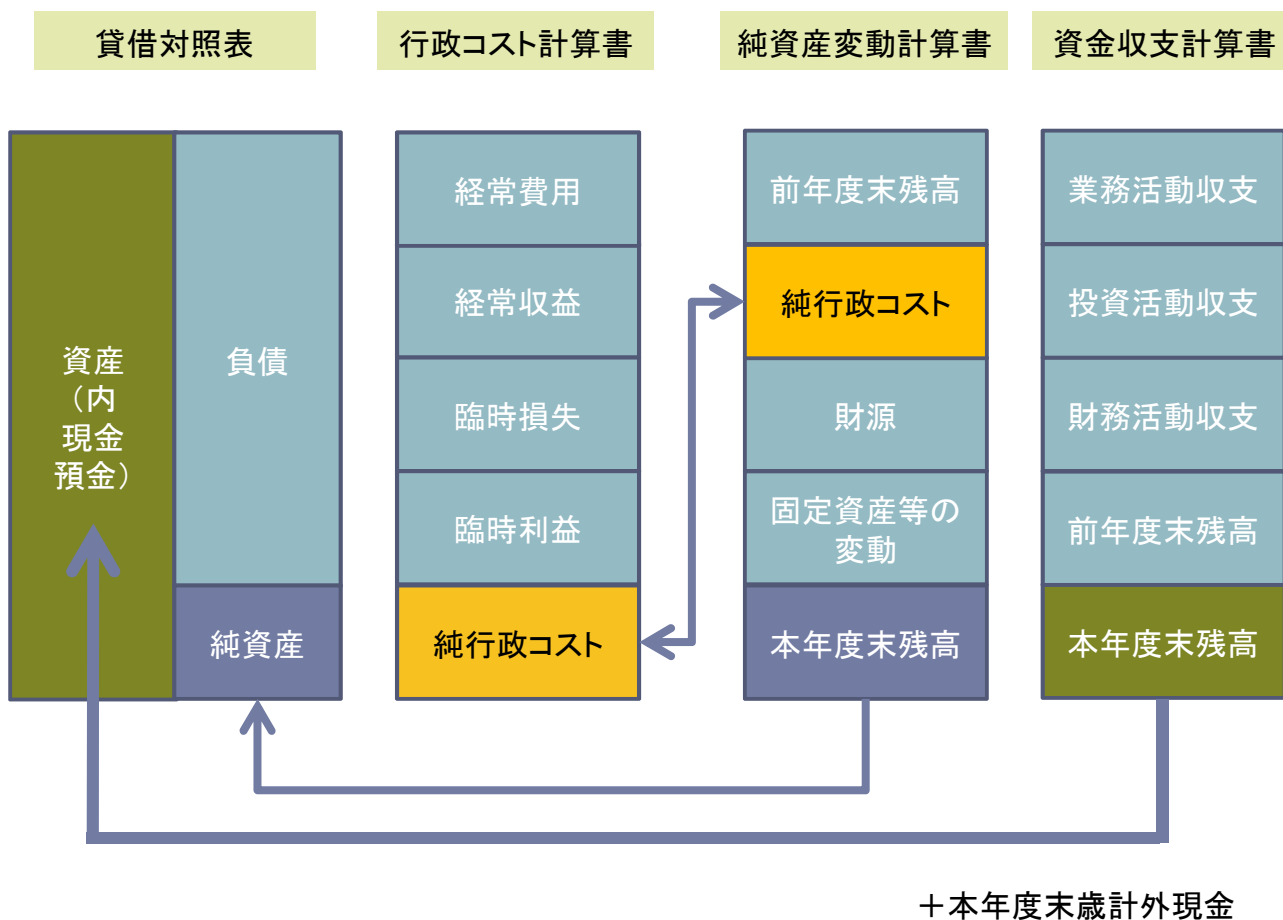 貸借対照表
行政コスト計算書
純資産変動計算書
資金収支計算書
資産
（内
現金
預金）
負債
純資産
経常費用
経常収益
臨時損失
臨時利益
純行政コスト
前年度末残高
純行政コスト
財源
固定資産等の
変動
本年度末残高
業務活動収支
投資活動収支
財務活動収支
前年度末残高
本年度末残高
＋本年度末歳計外現金